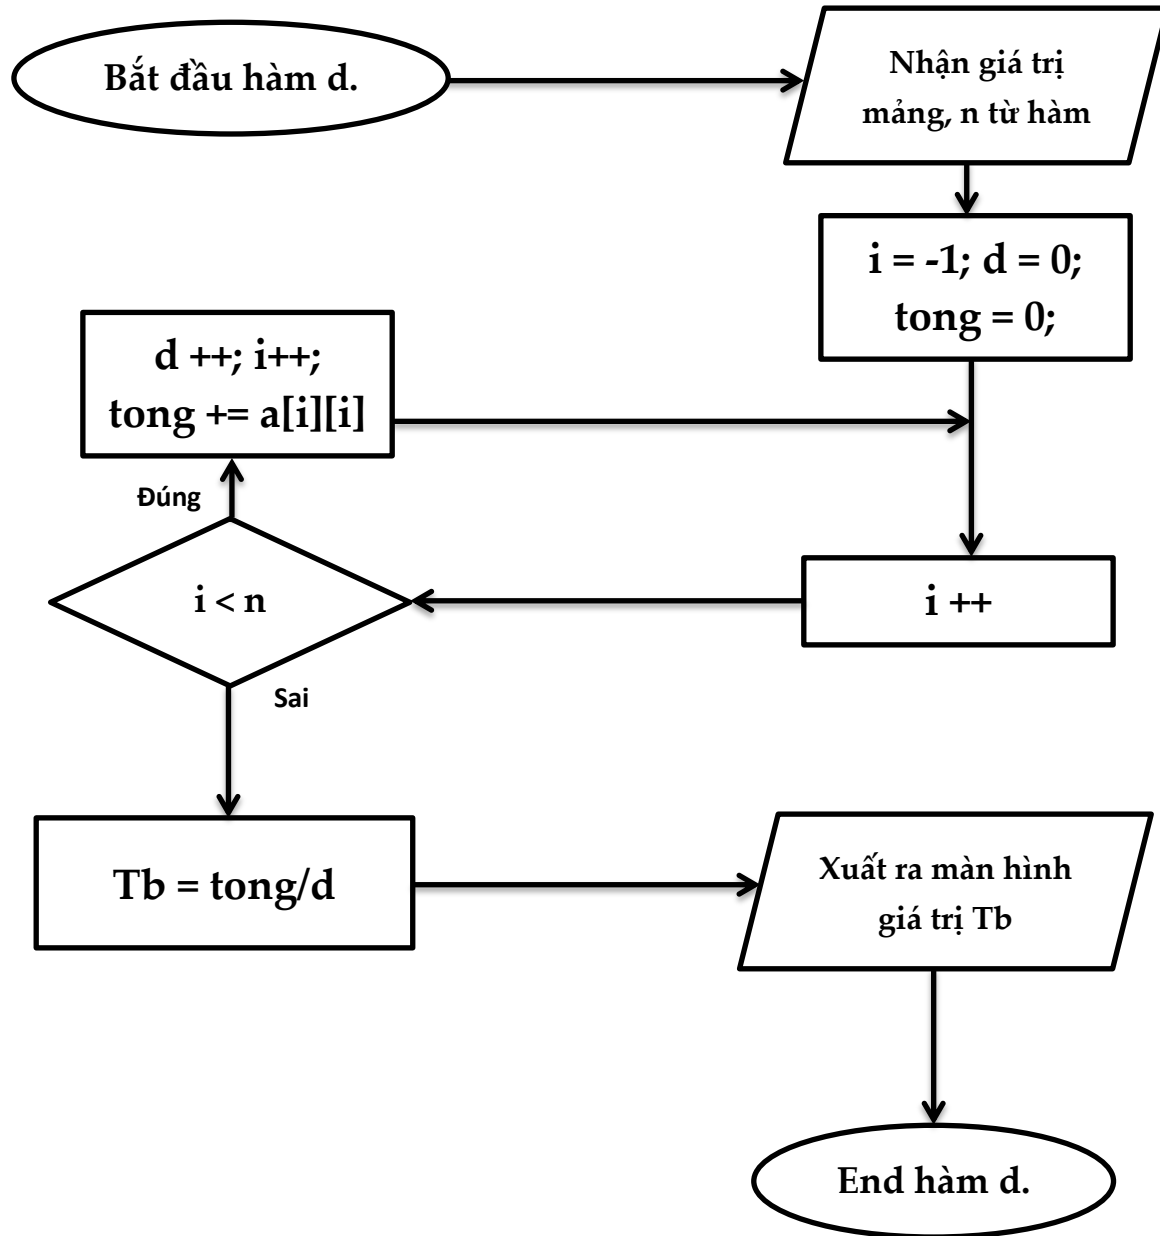 Bắt đầu hàm d.
Nhận giá trị
mảng, n từ hàm
i = -1; d = 0;
tong = 0;
d ++; i++;
tong += a[i][i]
Đúng
i < n
i ++
Sai
Tb = tong/d
Xuất ra màn hình
giá trị Tb
End hàm d.